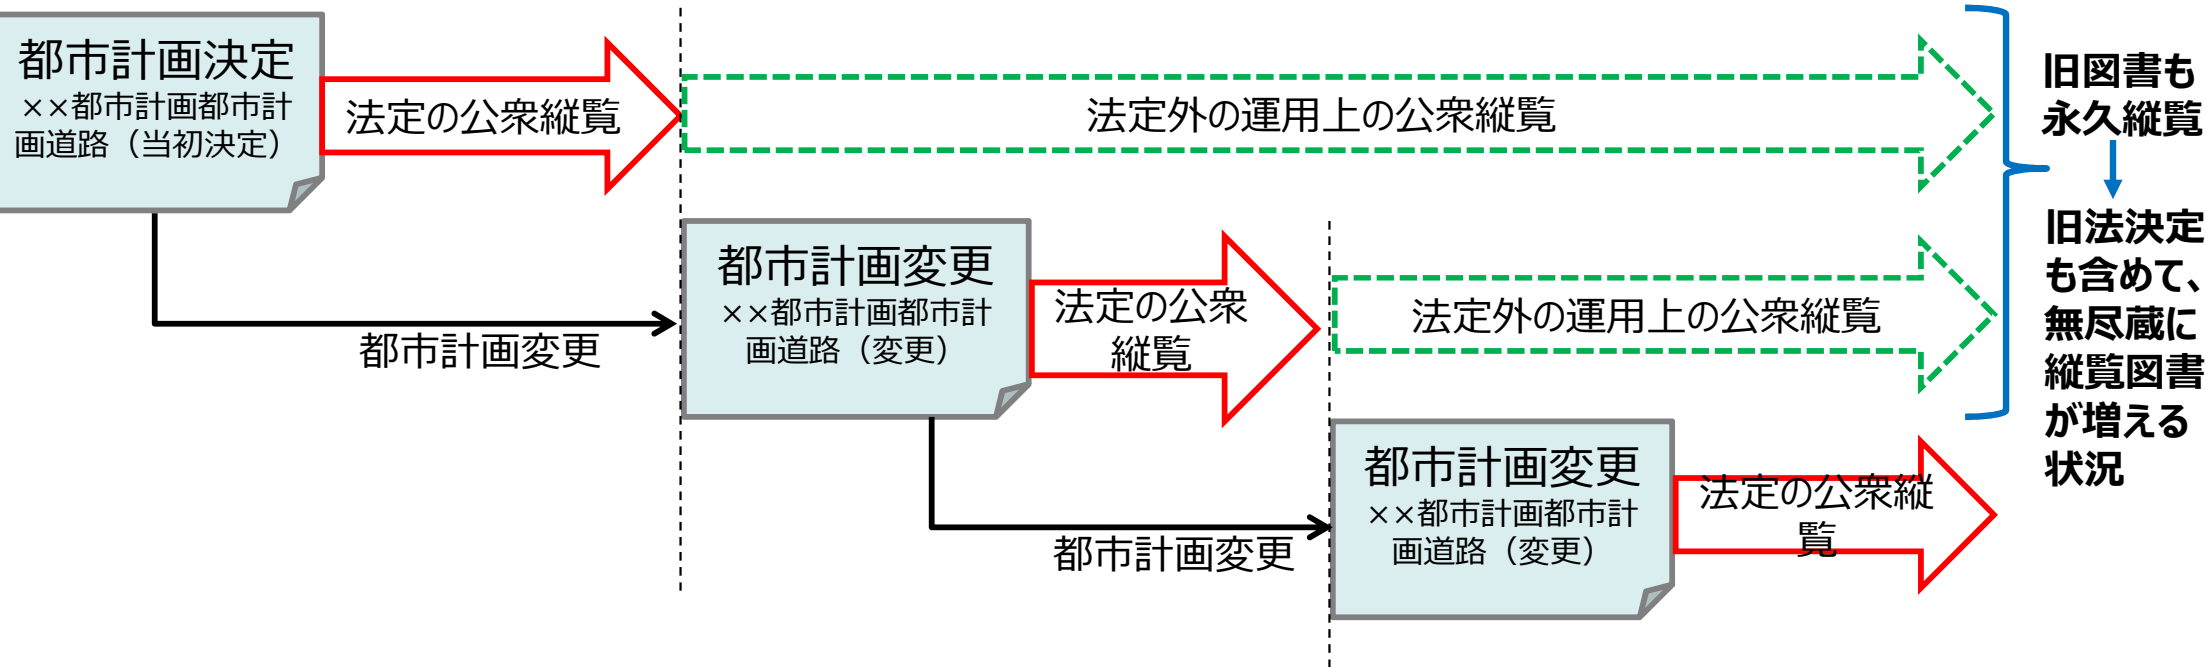 都市計画決定
××都市計画都市計
画道路（当初決定）
法定の公衆縦覧
法定外の運用上の公衆縦覧
旧図書も
永久縦覧
旧法決定
も含めて、
無尽蔵に
縦覧図書
が増える
状況
都市計画変更
都市計画変更
××都市計画都市計
画道路（変更）
法定の公衆
縦覧
法定外の運用上の公衆縦覧
都市計画変更
都市計画変更
××都市計画都市計
画道路（変更）
法定の公衆縦
覧